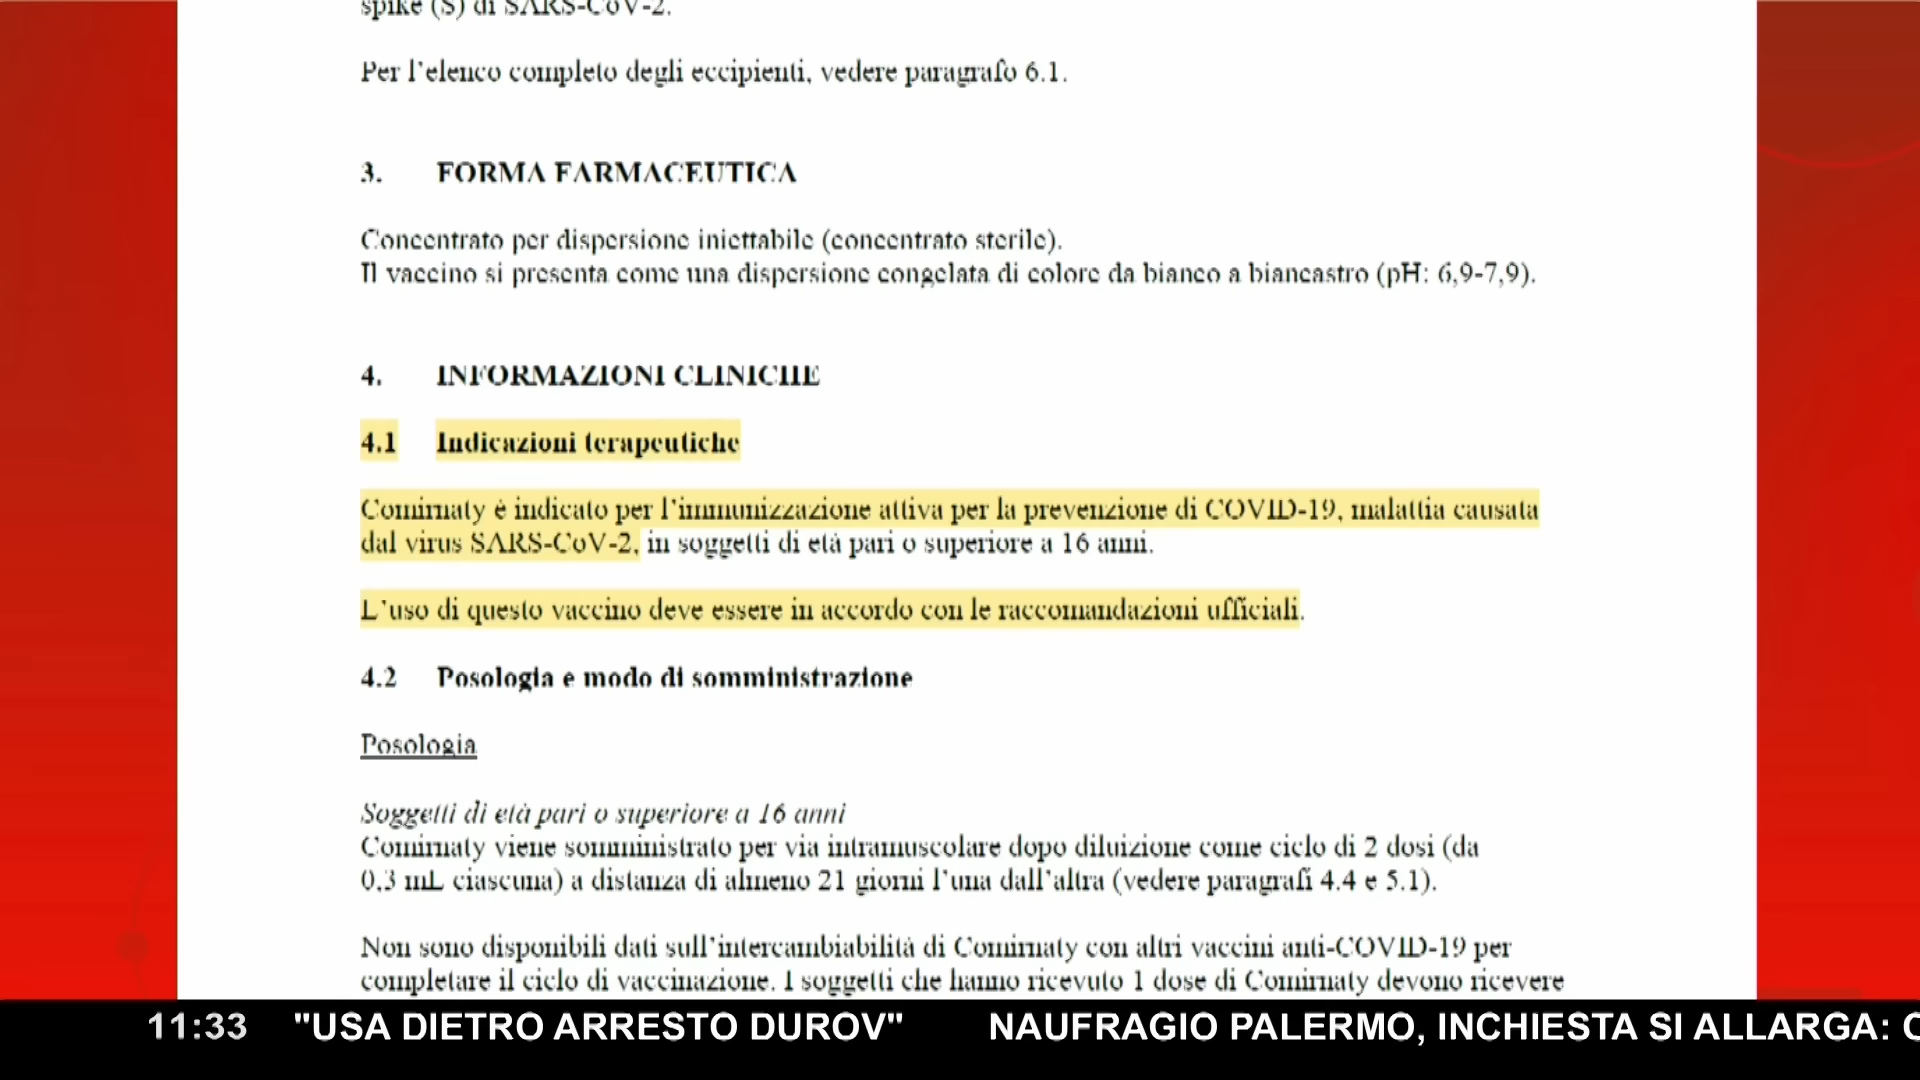 spike (S) di SARS-CoV-2.
Per l'elenco completo degli eccipienti, vedere paragrafo 6.1.
3. FORMA FARMACEUTICA
Concentrato per dispersione iniettabile (concentrato sterile).
Il vaccino si presenta come una dispersione congelata di colore da bianco a biancastro (pH: 6,9-7,9).
4. INFORMAZIONI CLINICHE
4.1 Indicazioni terapeutiche
Comirnaty è indicato per l'immunizzazione attiva per la prevenzione di COVID-19, malattia causata
dal virus SARS-CoV-2, in soggetti di età pari o superiore a 16 anni.
L'uso di questo vaccino deve essere in accordo con le raccomandazioni ufficiali.
4.2 Posologia e modo di somministrazione
Posologia
Soggetti di età pari o superiore a 16 anni
Comirnaty viene somministrato per via intramuscolare dopo diluizione come ciclo di 2 dosi (da
0,3 mL ciascuna) a distanza di almeno 21 giorni l'una dall'altra (vedere paragrafi 4.4 e 5.1).
Non sono disponibili dati sull'intercambiabilità di Comirnaty con altri vaccini anti-COVID-19 per
completare il ciclo di vaccinazione. I soggetti che hanno ricevuto 1 dose di Comirnaty devono ricevere
11:33 "USA DIETRO ARRESTO DUROV" NAUFRAGIO PALERMO, INCHIESTA SI ALLARGA: